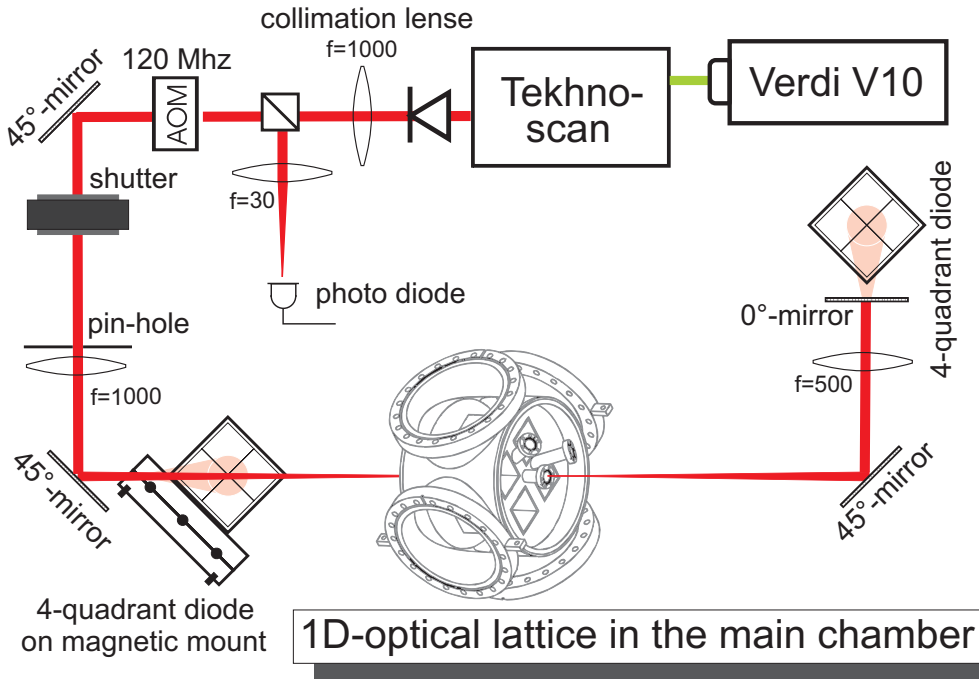 collimation lense
f=1000
120 Mhz
45°-mirror
AOM
Tekhno-
scan
Verdi V10
shutter
f=30
photo diode
4-quadrant diode
0°-mirror
pin-hole
f=1000
f=500
45°-mirror
45°-mirror
4-quadrant diode
on magnetic mount
1D-optical lattice in the main chamber